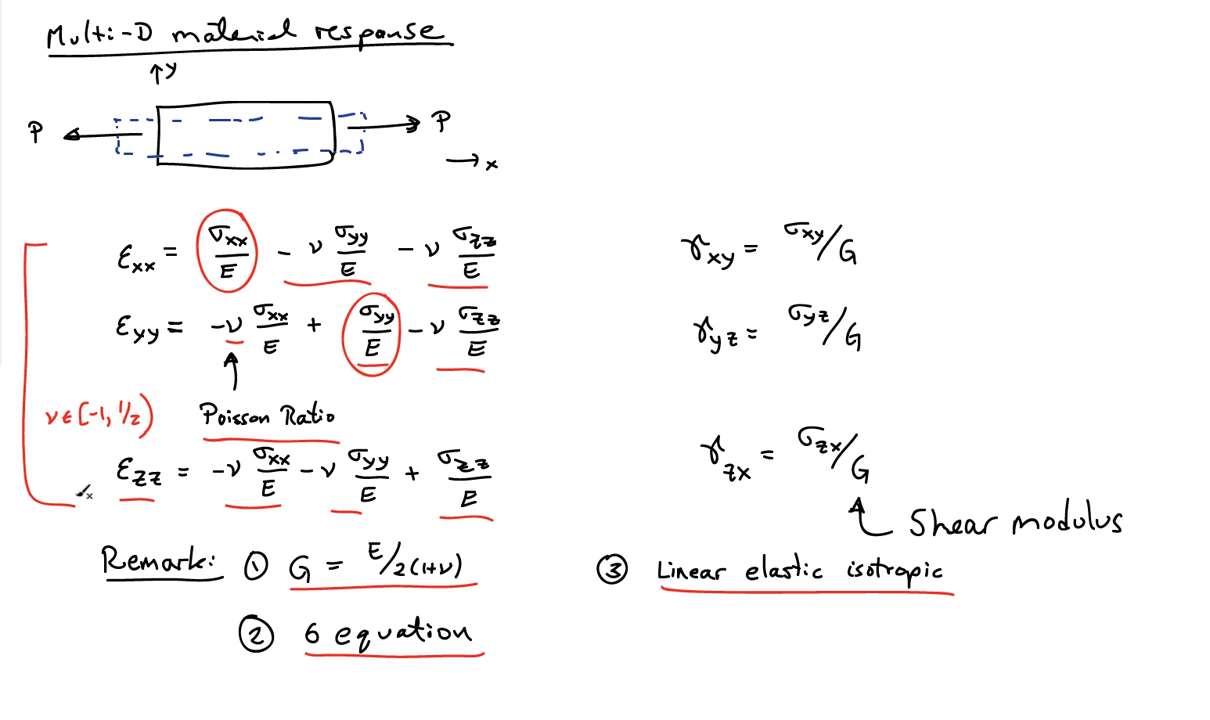 Multi-D material response
↑y
P P
→x
εxx = σxx/E - ν σyy/E - ν σzz/E
γxy = σxy/G
εyy = -ν σxx/E + σyy/E - ν σzz/E
γyz = σyz/G
ν∈[-1, 1/2)
Poisson Ratio
εzz = -ν σxx/E - ν σyy/E + σzz/E
γzx = σzx/G
Shear modulus
Remark: ① G = E/2(1+ν)
③ Linear elastic isotropic
② 6 equation